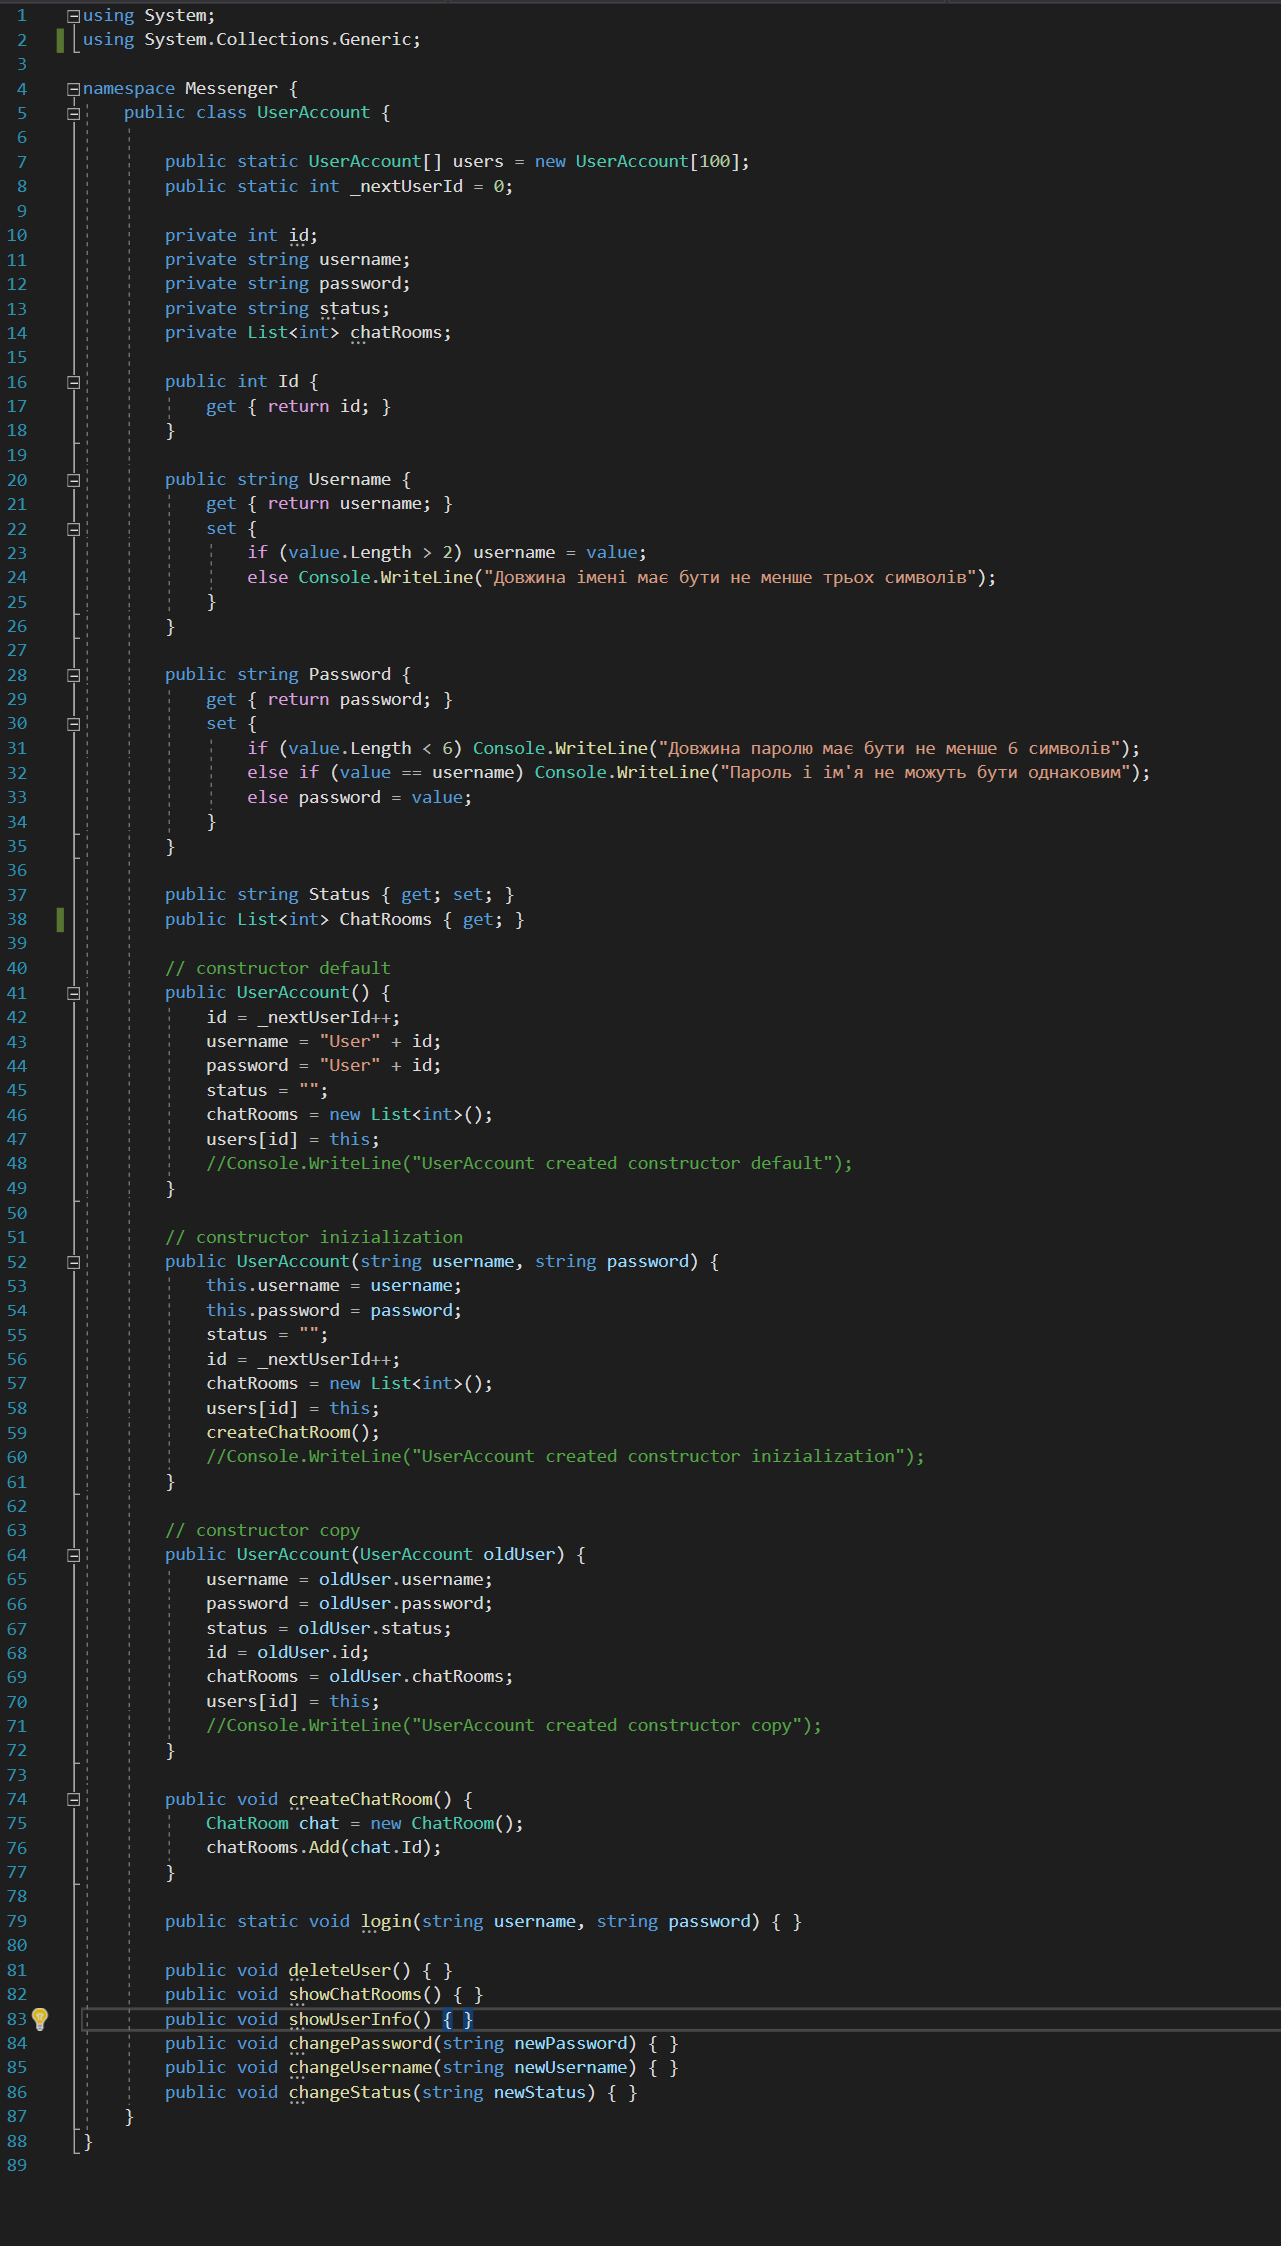 1 using System;
2 using System.Collections.Generic;
3
4 namespace Messenger {
5 public class UserAccount {
6
7 public static UserAccount[] users = new UserAccount[100];
8 public static int _nextUserId = 0;
9
10 private int id;
11 private string username;
12 private string password;
13 private string status;
14 private List<int> chatRooms;
15
16 public int Id {
17 get { return id; }
18 }
19
20 public string Username {
21 get { return username; }
22 set {
23 if (value.Length > 2) username = value;
24 else Console.WriteLine("Довжина імені має бути не менше трьох символів");
25 }
26 }
27
28 public string Password {
29 get { return password; }
30 set {
31 if (value.Length < 6) Console.WriteLine("Довжина паролю має бути не менше 6 символів");
32 else if (value == username) Console.WriteLine("Пароль і ім'я не можуть бути однаковим");
33 else password = value;
34 }
35 }
36
37 public string Status { get; set; }
38 public List<int> ChatRooms { get; }
39
40 // constructor default
41 public UserAccount() {
42 id = _nextUserId++;
43 username = "User" + id;
44 password = "User" + id;
45 status = "";
46 chatRooms = new List<int>();
47 users[id] = this;
48 //Console.WriteLine("UserAccount created constructor default");
49 }
50
51 // constructor inizialization
52 public UserAccount(string username, string password) {
53 this.username = username;
54 this.password = password;
55 status = "";
56 id = _nextUserId++;
57 chatRooms = new List<int>();
58 users[id] = this;
59 createChatRoom();
60 //Console.WriteLine("UserAccount created constructor inizialization");
61 }
62
63 // constructor copy
64 public UserAccount(UserAccount oldUser) {
65 username = oldUser.username;
66 password = oldUser.password;
67 status = oldUser.status;
68 id = oldUser.id;
69 chatRooms = oldUser.chatRooms;
70 users[id] = this;
71 //Console.WriteLine("UserAccount created constructor copy");
72 }
73
74 public void createChatRoom() {
75 ChatRoom chat = new ChatRoom();
76 chatRooms.Add(chat.Id);
77 }
78
79 public static void login(string username, string password) { }
80
81 public void deleteUser() { }
82 public void showChatRooms() { }
83 public void showUserInfo() { }
84 public void changePassword(string newPassword) { }
85 public void changeUsername(string newUsername) { }
86 public void changeStatus(string newStatus) { }
87 }
88 }
89